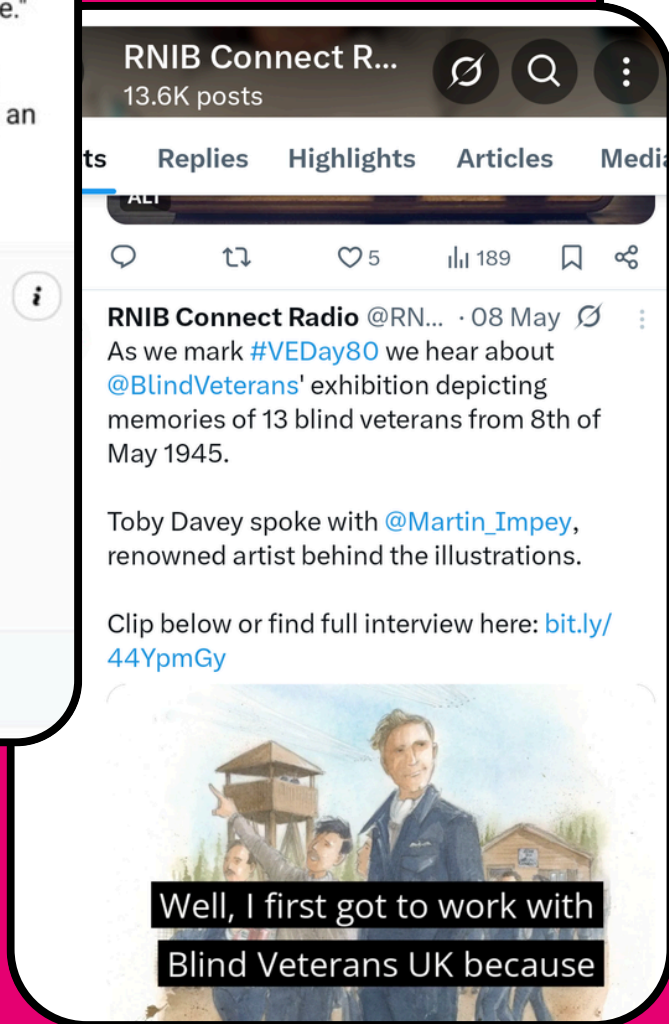 e."
an
i
RNIB Connect R...
13.6K posts
ts Replies Highlights Articles Media
ALT
5 189
RNIB Connect Radio @RN... · 08 May
As we mark #VEDay80 we hear about
@BlindVeterans' exhibition depicting
memories of 13 blind veterans from 8th of
May 1945.
Toby Davey spoke with @Martin_Impey,
renowned artist behind the illustrations.
Clip below or find full interview here: bit.ly/
44YpmGy
Well, I first got to work with
Blind Veterans UK because